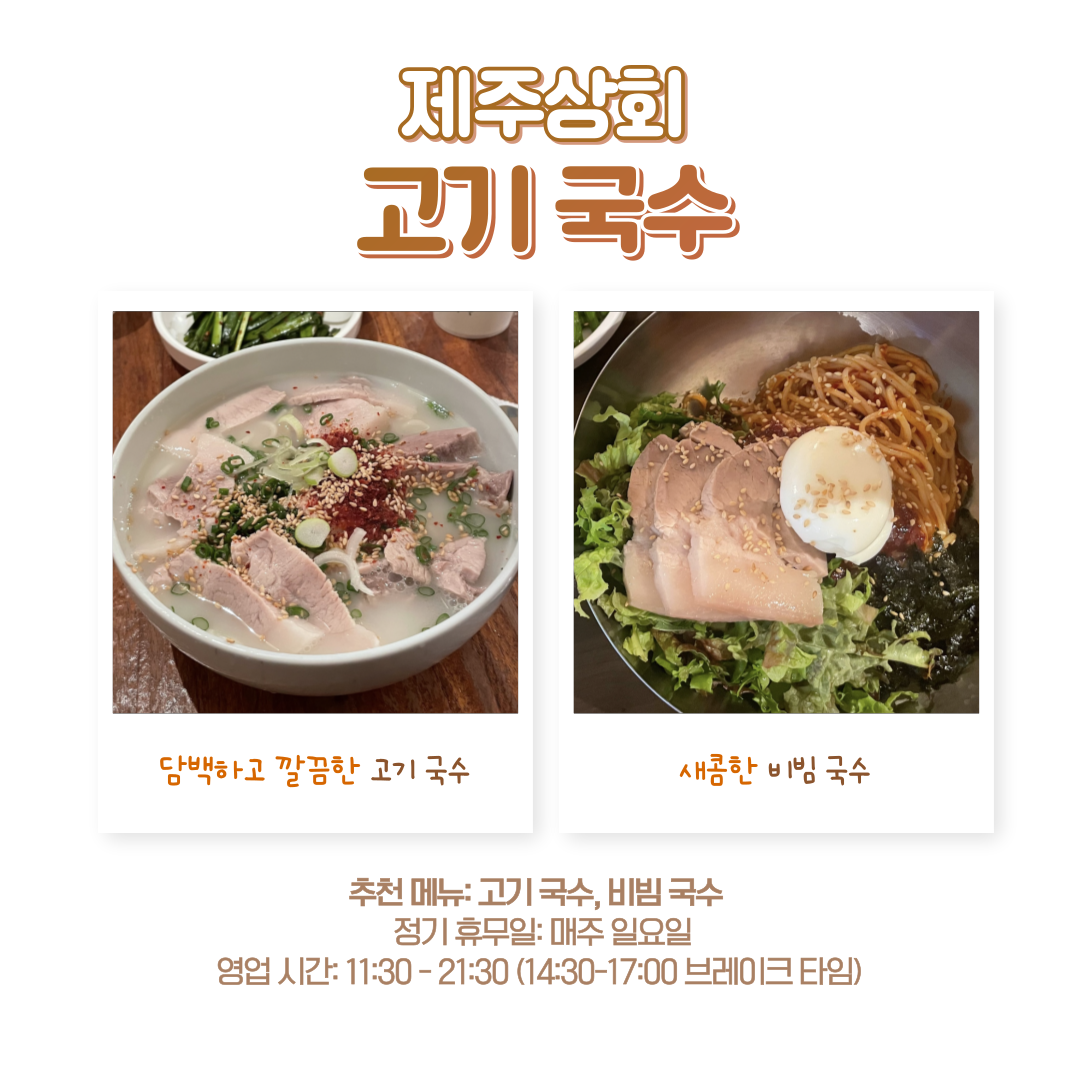 제주상회
고기 국수
담백하고 깔끔한 고기 국수
새콤한 비빔 국수
추천 메뉴: 고기 국수, 비빔 국수
정기 휴무일: 매주 일요일
영업 시간: 11:30 - 21:30 (14:30-17:00 브레이크 타임)